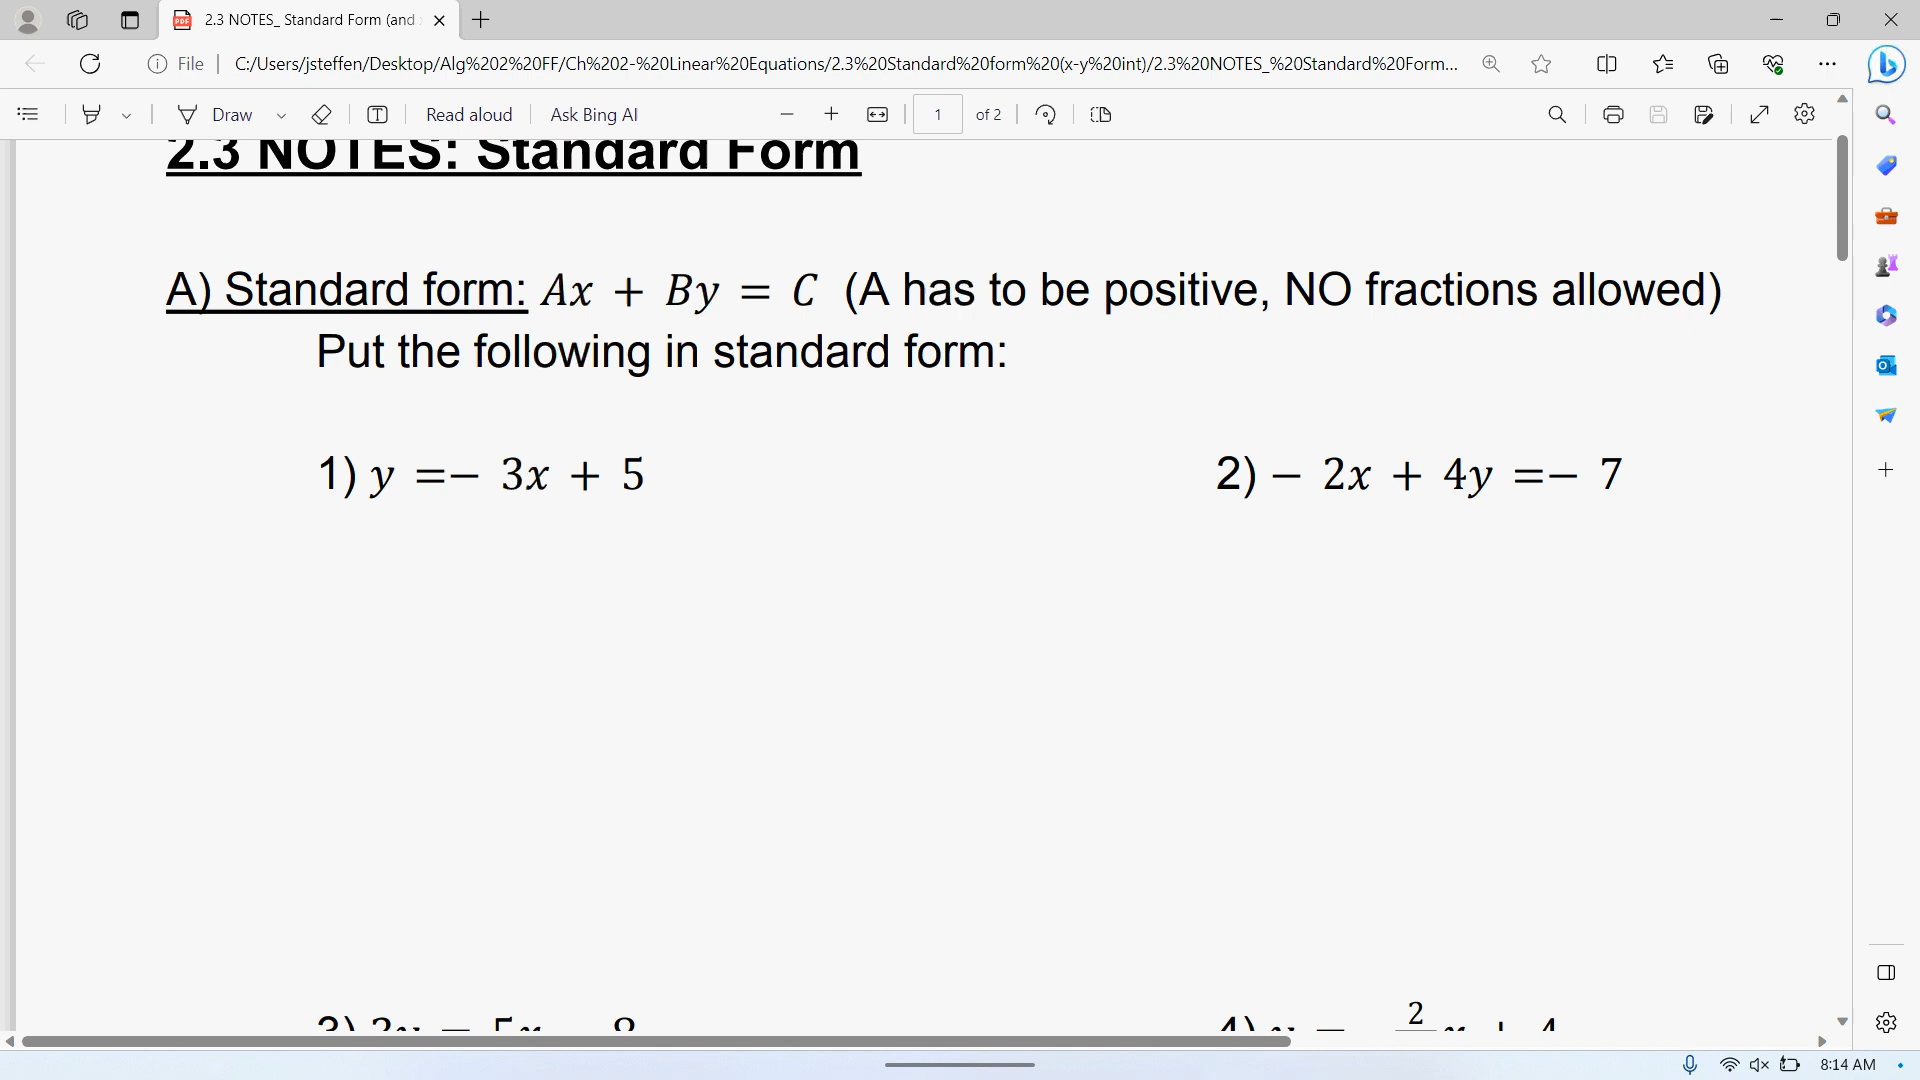 2.3 NOTES_ Standard Form (and
File
C:/Users/jsteffen/Desktop/Alg%202%20FF/Ch%202-%20Linear%20Equations/2.3%20Standard%20form%20(x-y%20int)/2.3%20NOTES_%20Standard%20Form...
Draw
Read aloud
Ask Bing AI
1 of 2
2.3 NOTES: Standard Form
A) Standard form: Ax + By = C (A has to be positive, NO fractions allowed)
Put the following in standard form:
1) y =− 3x + 5
2) − 2x + 4y =− 7
8:14 AM